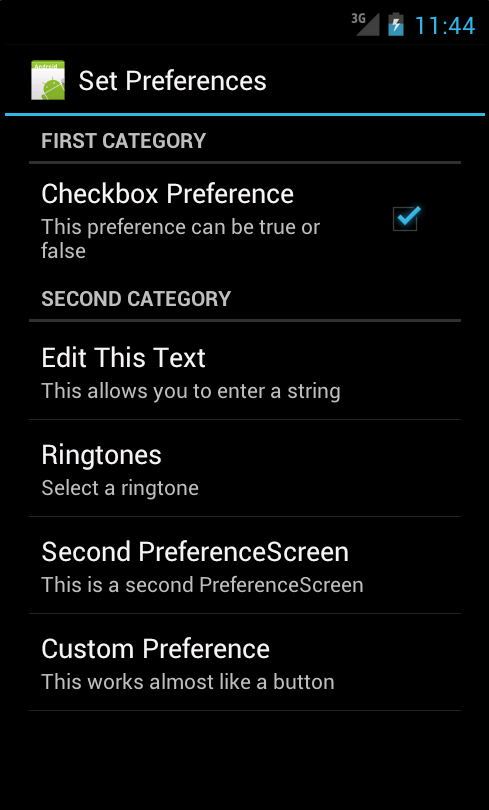 3G 11:44
Android
Set Preferences
FIRST CATEGORY
Checkbox Preference
This preference can be true or
false
SECOND CATEGORY
Edit This Text
This allows you to enter a string
Ringtones
Select a ringtone
Second PreferenceScreen
This is a second PreferenceScreen
Custom Preference
This works almost like a button